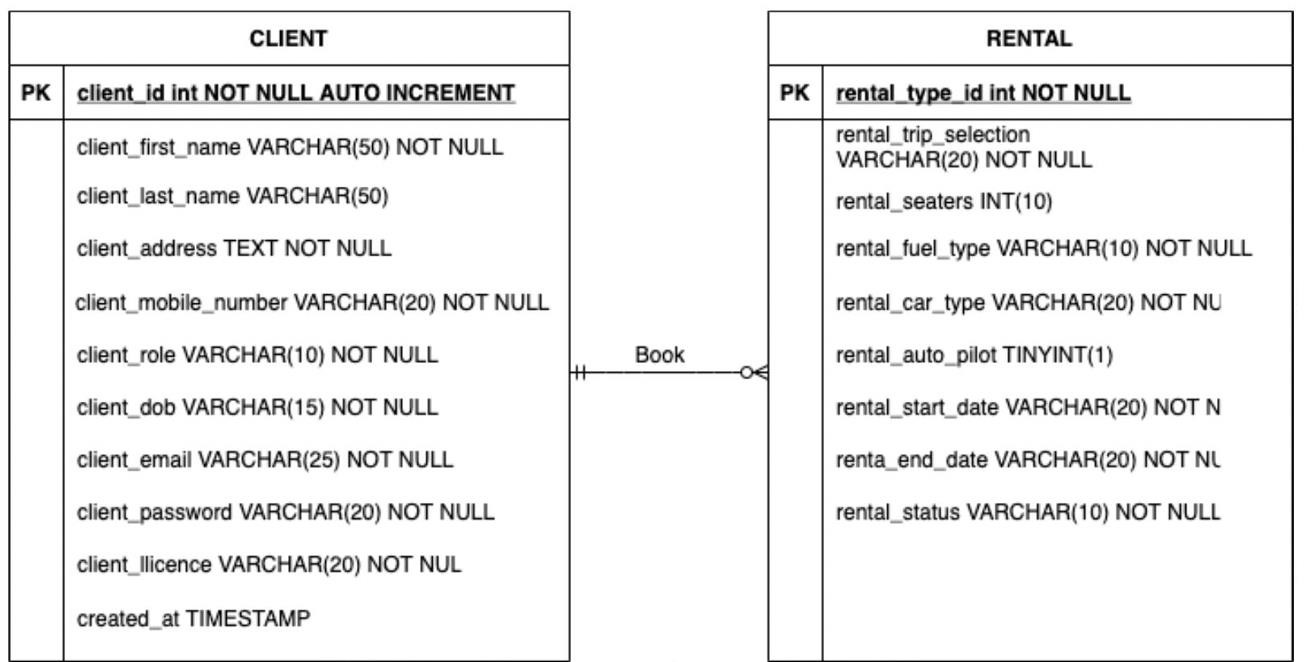 CLIENT
PK client_id int NOT NULL AUTO INCREMENT
client_first_name VARCHAR(50) NOT NULL
client_last_name VARCHAR(50)
client_address TEXT NOT NULL
client_mobile_number VARCHAR(20) NOT NULL
client_role VARCHAR(10) NOT NULL
client_dob VARCHAR(15) NOT NULL
client_email VARCHAR(25) NOT NULL
client_password VARCHAR(20) NOT NULL
client_llicence VARCHAR(20) NOT NUL
created_at TIMESTAMP
Book
RENTAL
PK rental_type_id int NOT NULL
rental_trip_selection
VARCHAR(20) NOT NULL
rental_seaters INT(10)
rental_fuel_type VARCHAR(10) NOT NULL
rental_car_type VARCHAR(20) NOT NU
rental_auto_pilot TINYINT(1)
rental_start_date VARCHAR(20) NOT N
renta_end_date VARCHAR(20) NOT NL
rental_status VARCHAR(10) NOT NULL